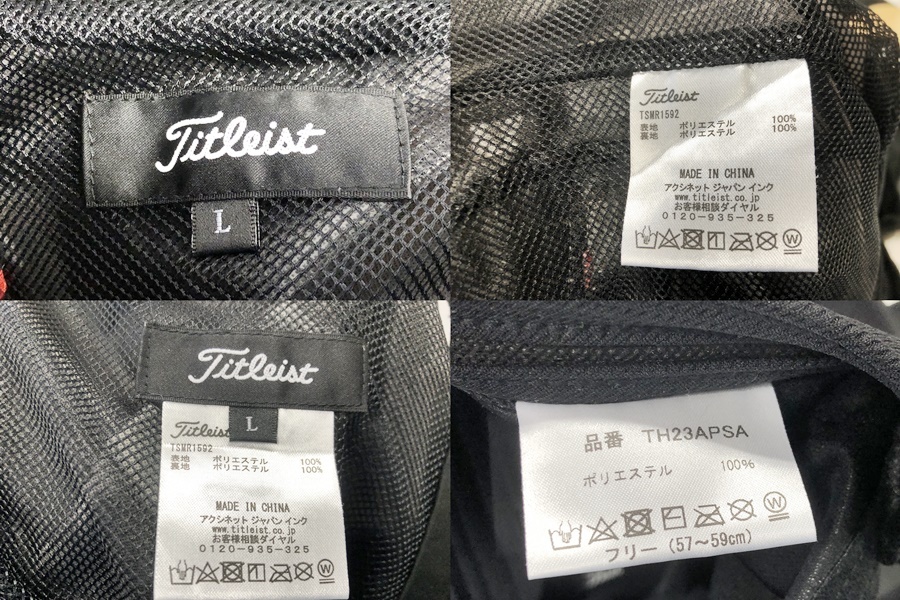 Titleist
L
Titleist
TSMR1592
表地 ポリエステル 100%
裏地 ポリエステル 100%
MADE IN CHINA
アクシネット ジャパン インク
www.titleist.co.jp
お客様相談ダイヤル
0120-935-325
W
Titleist
L
Titleist
TSMR1592
表地 ポリエステル 100%
裏地 ポリエステル 100%
MADE IN CHINA
アクシネット ジャパン インク
www.titleist.co.jp
お客様相談ダイヤル
0120-935-325
W
品番 TH23APSA
ポリエステル 100%
W
フリー(57～59cm)